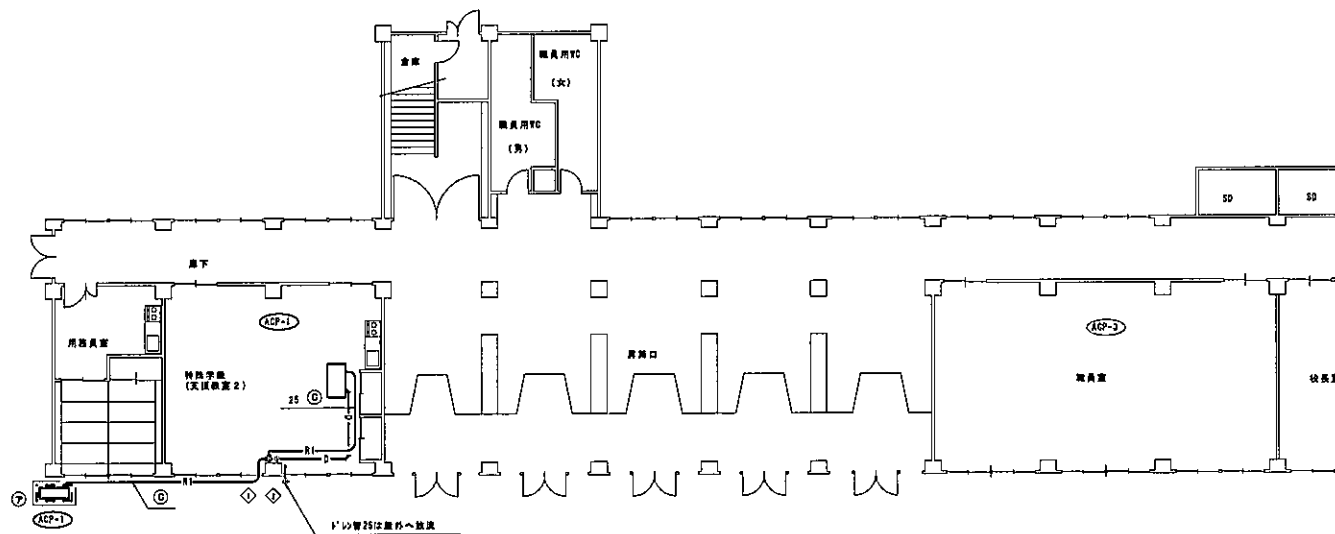 倉庫
職員用WC
(女)
職員用WC
(男)
SD
SD
廊下
ACP-1
ACP-3
用務員室
特殊学級
(支援教室2)
昇降口
職員室
校長室
25
G
D
R1
D
R1
G
1
2
ア
ACP-1
ドレン管25は屋外へ放流